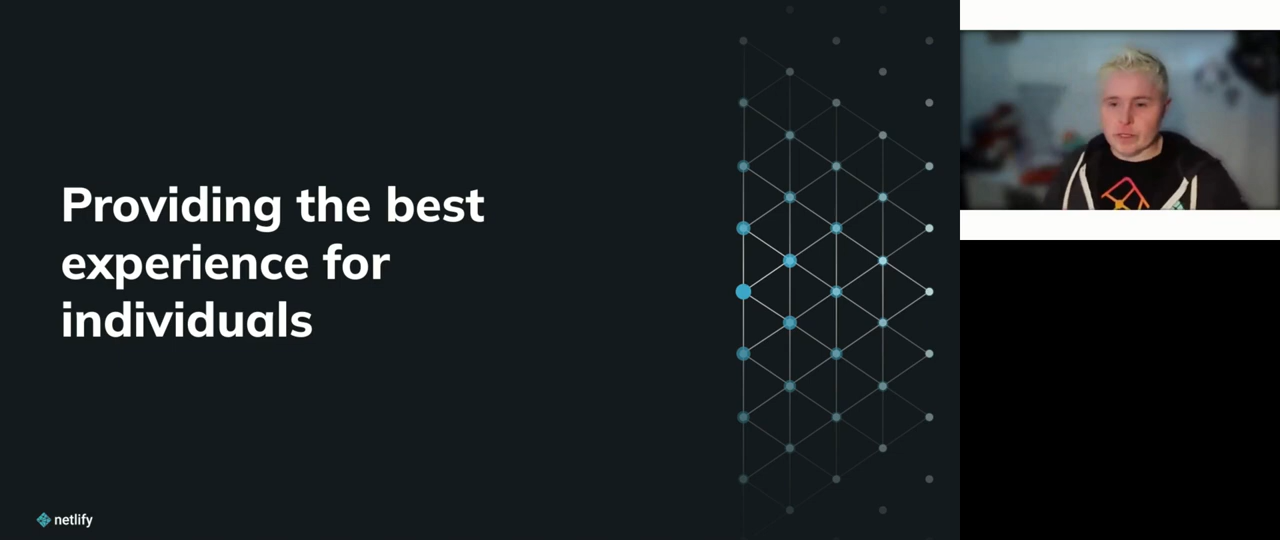 Providing the best
experience for
individuals
netlify